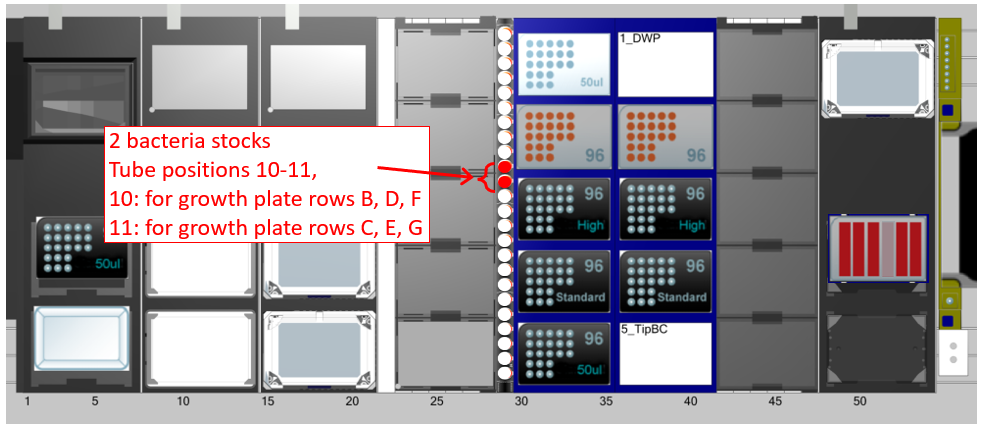 50ul
1_DWP
96
96
2 bacteria stocks
Tube positions 10-11,
10: for growth plate rows B, D, F
11: for growth plate rows C, E, G
96
High
96
High
50ul
96
Standard
96
Standard
96
50ul
5_TipBC
1 5 10 15 20 25 30 35 40 45 50